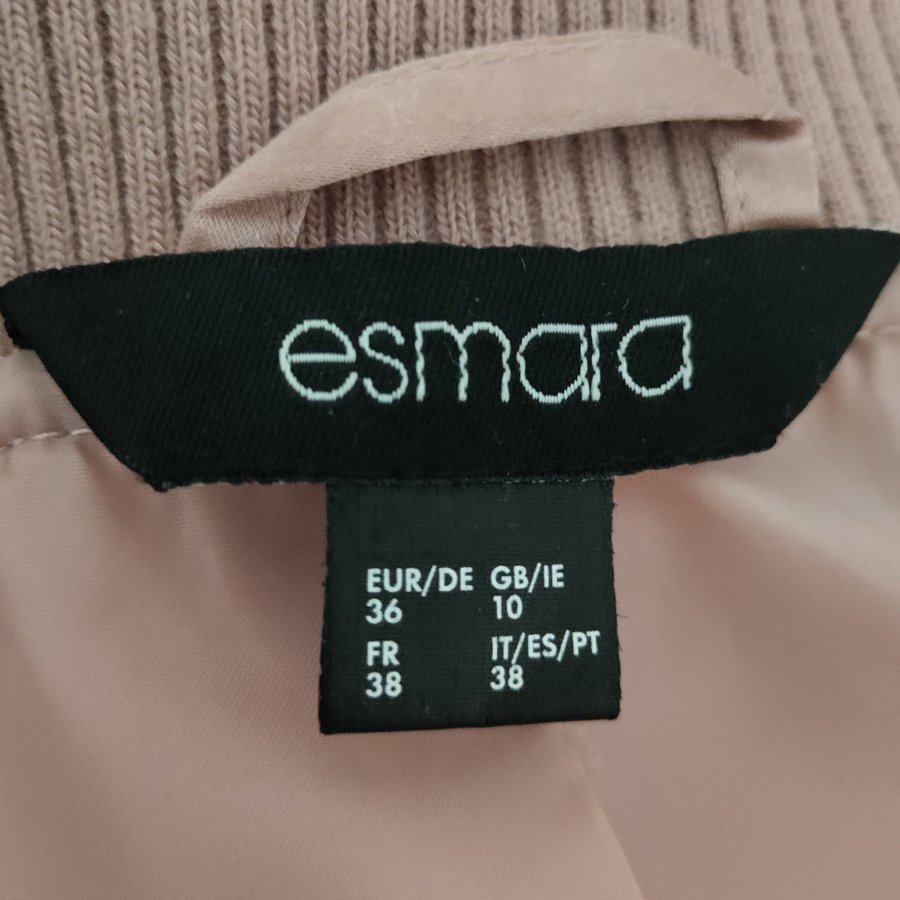 esmara
EUR/DE GB/IE
36 10
FR IT/ES/PT
38 38